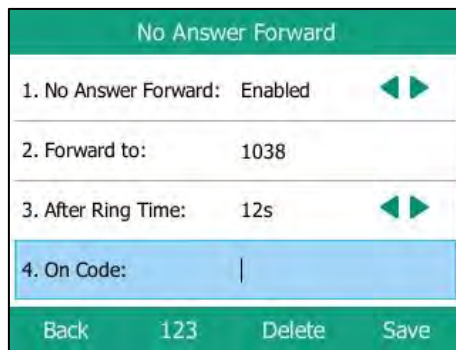 No Answer Forward
1. No Answer Forward: Enabled
2. Forward to: 1038
3. After Ring Time: 12s
4. On Code:
Back 123 Delete Save